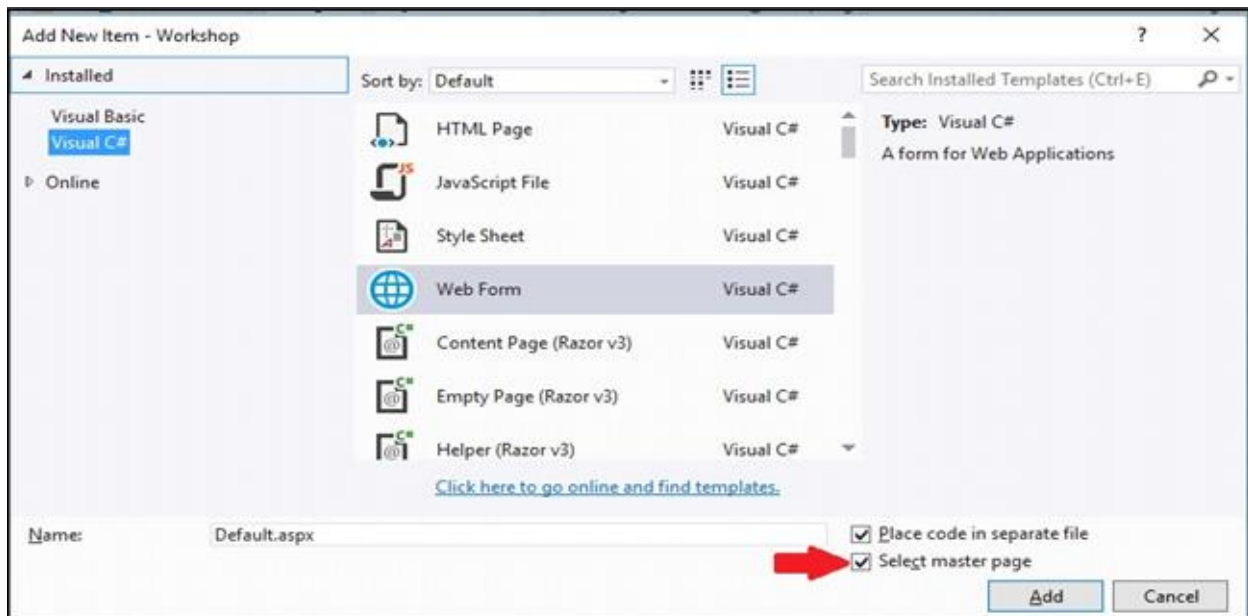 Add New Item - Workshop
?
Installed
Sort by: Default
Search Installed Templates (Ctrl+E)
Visual Basic
Visual C#
Online
HTML Page Visual C#
JavaScript File Visual C#
Style Sheet Visual C#
Web Form Visual C#
Content Page (Razor v3) Visual C#
Empty Page (Razor v3) Visual C#
Helper (Razor v3) Visual C#
Click here to go online and find templates.
Type: Visual C#
A form for Web Applications
Name: Default.aspx
Place code in separate file
Select master page
Add Cancel